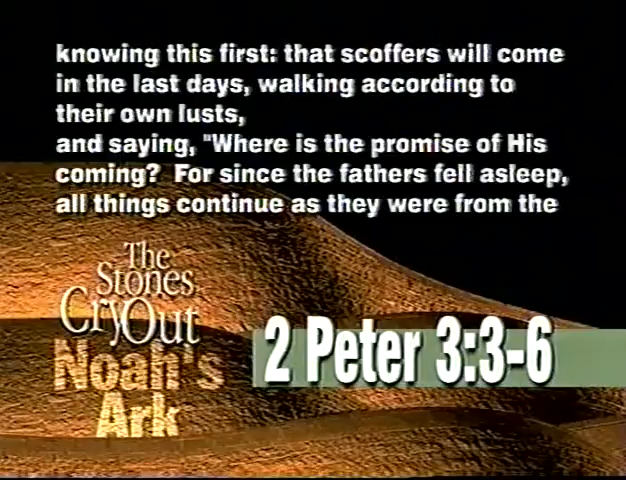 knowing this first: that scoffers will come
in the last days, walking according to
their own lusts,
and saying, "Where is the promise of His
coming? For since the fathers fell asleep,
all things continue as they were from the
The
Stones
Cry Out
Noah's
Ark
2 Peter 3:3-6